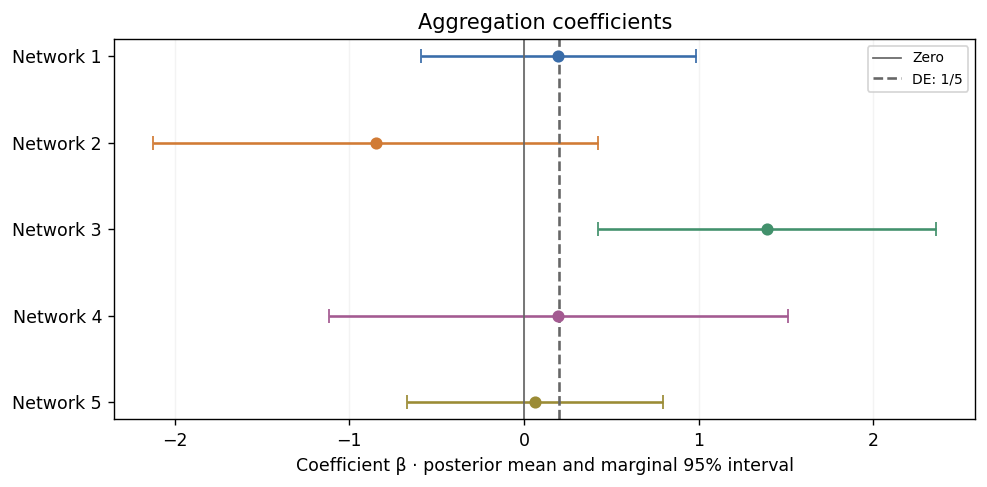 Aggregation coefficients
Network 1
Network 2
Network 3
Network 4
Network 5
Zero
DE: 1/5
−2
−1
0
1
2
Coefficient β · posterior mean and marginal 95% interval